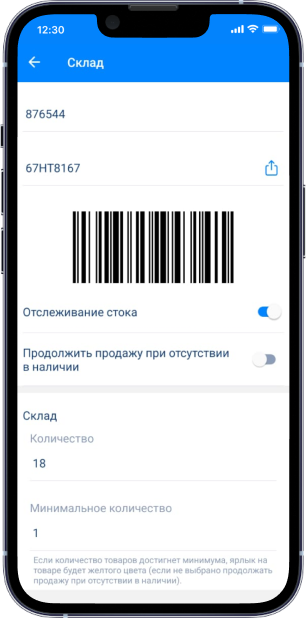 12:30
Склад
876544
67HT8167
Отслеживание стока
Продолжить продажу при отсутствии
в наличии
Склад
Количество
18
Минимальное количество
1
Если количество товаров достигнет минимума, ярлык на
товаре будет желтого цвета (если не выбрано продолжать
продажу при отсутствии в наличии).